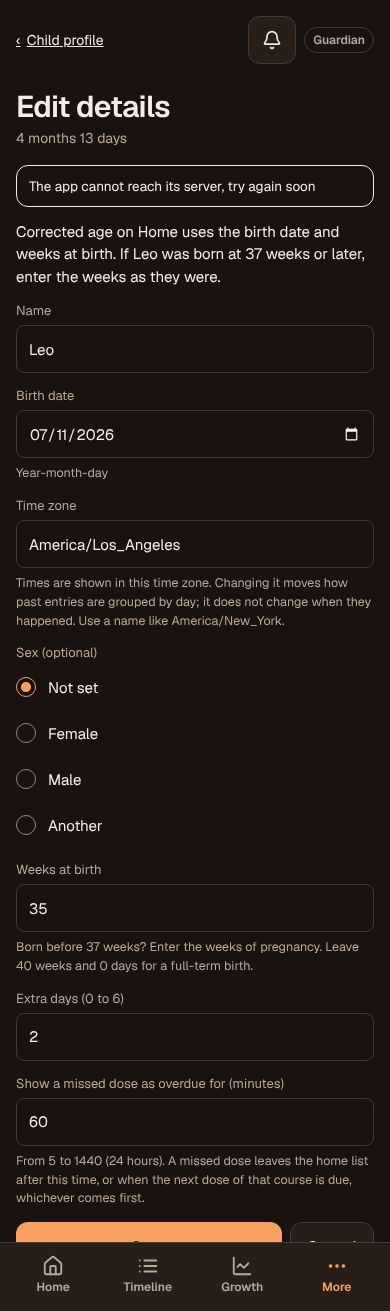 ‹ Child profile
Guardian
Edit details
4 months 13 days
The app cannot reach its server, try again soon
Corrected age on Home uses the birth date and
weeks at birth. If Leo was born at 37 weeks or later,
enter the weeks as they were.
Name
Leo
Birth date
07/11/2026
Year-month-day
Time zone
America/Los_Angeles
Times are shown in this time zone. Changing it moves how
past entries are grouped by day; it does not change when they
happened. Use a name like America/New_York.
Sex (optional)
Not set
Female
Male
Another
Weeks at birth
35
Born before 37 weeks? Enter the weeks of pregnancy. Leave
40 weeks and 0 days for a full-term birth.
Extra days (0 to 6)
2
Show a missed dose as overdue for (minutes)
60
From 5 to 1440 (24 hours). A missed dose leaves the home list
after this time, or when the next dose of that course is due,
whichever comes first.
Home
Timeline
Growth
More